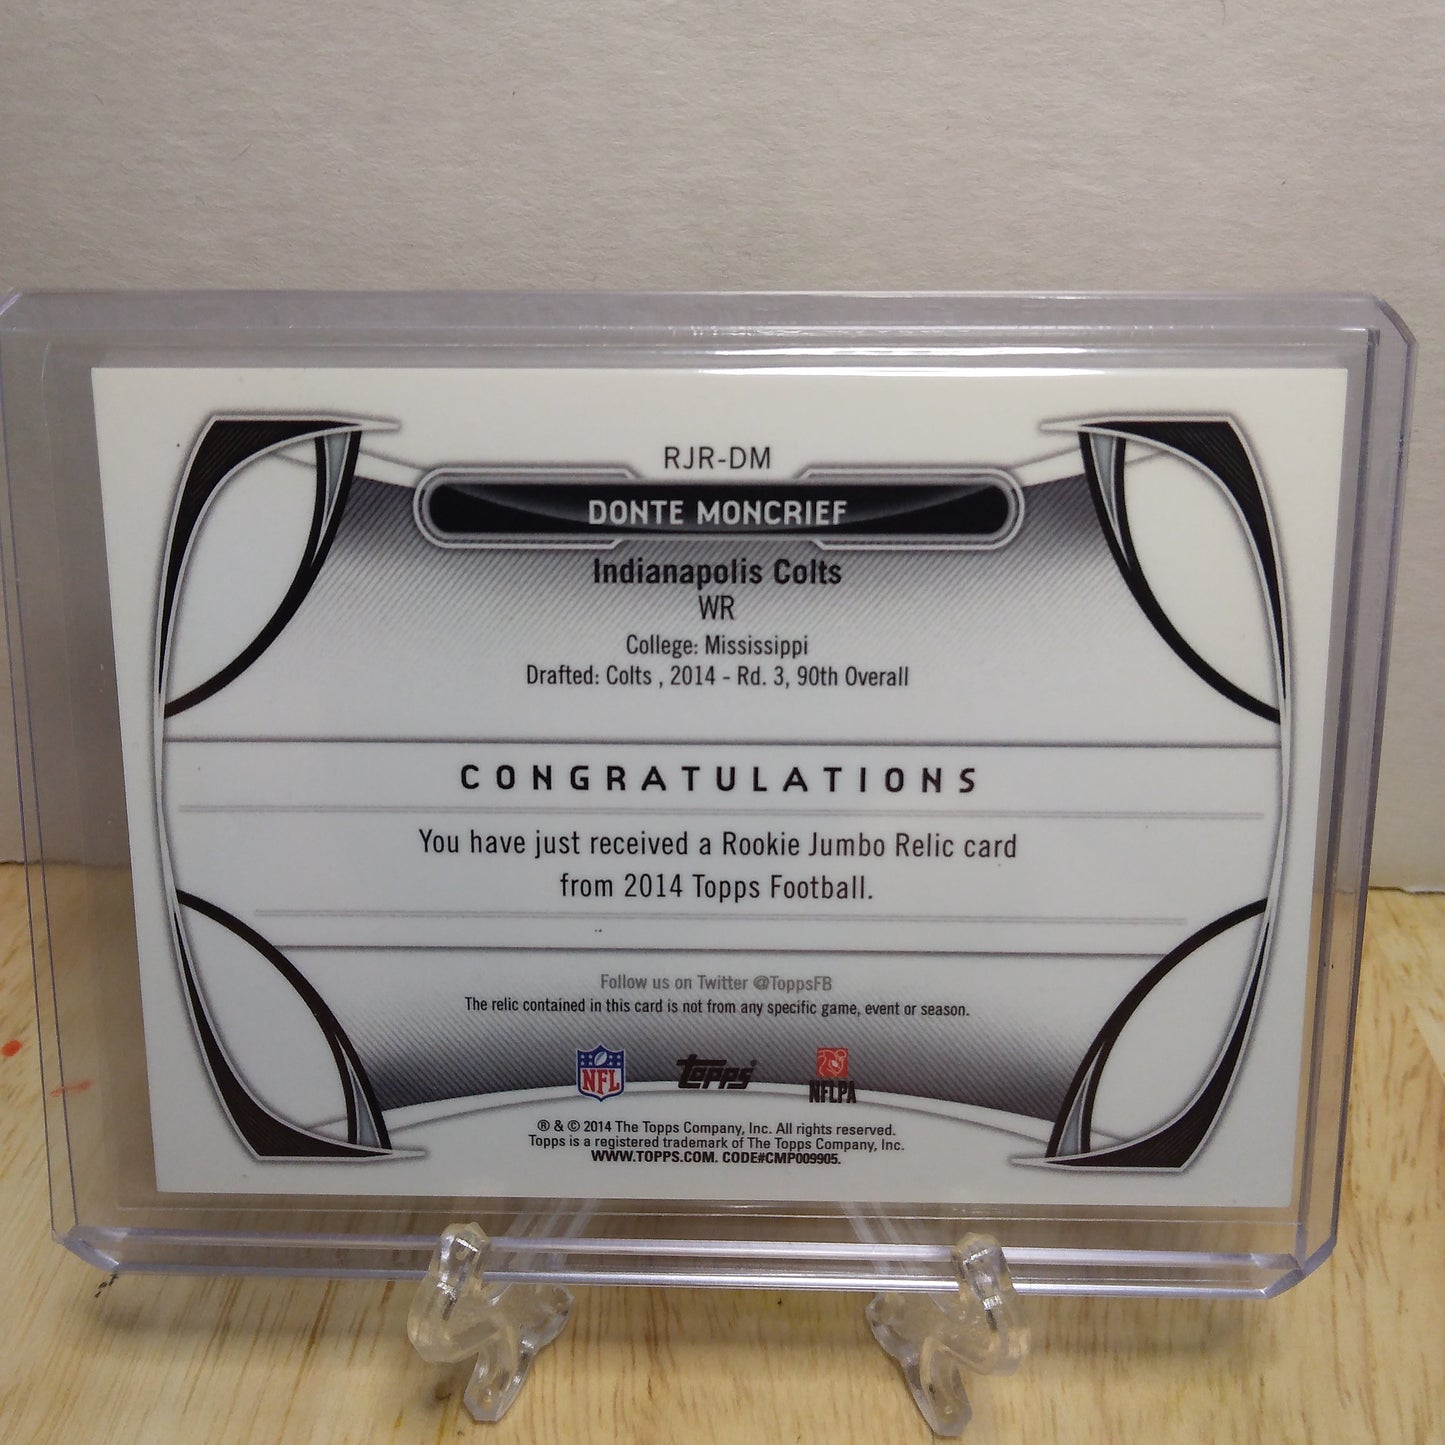 RJR-DM
DONTE MONCRIEF
Indianapolis Colts
WR
College: Mississippi
Drafted: Colts , 2014 - Rd. 3, 90th Overall
CONGRATULATIONS
You have just received a Rookie Jumbo Relic card
from 2014 Topps Football.
Follow us on Twitter @ToppsFB
The relic contained in this card is not from any specific game, event or season.
NFL Topps NFLPA
® & © 2014 The Topps Company, Inc. All rights reserved.
Topps is a registered trademark of The Topps Company, Inc.
WWW.TOPPS.COM. CODE#CMP009905.